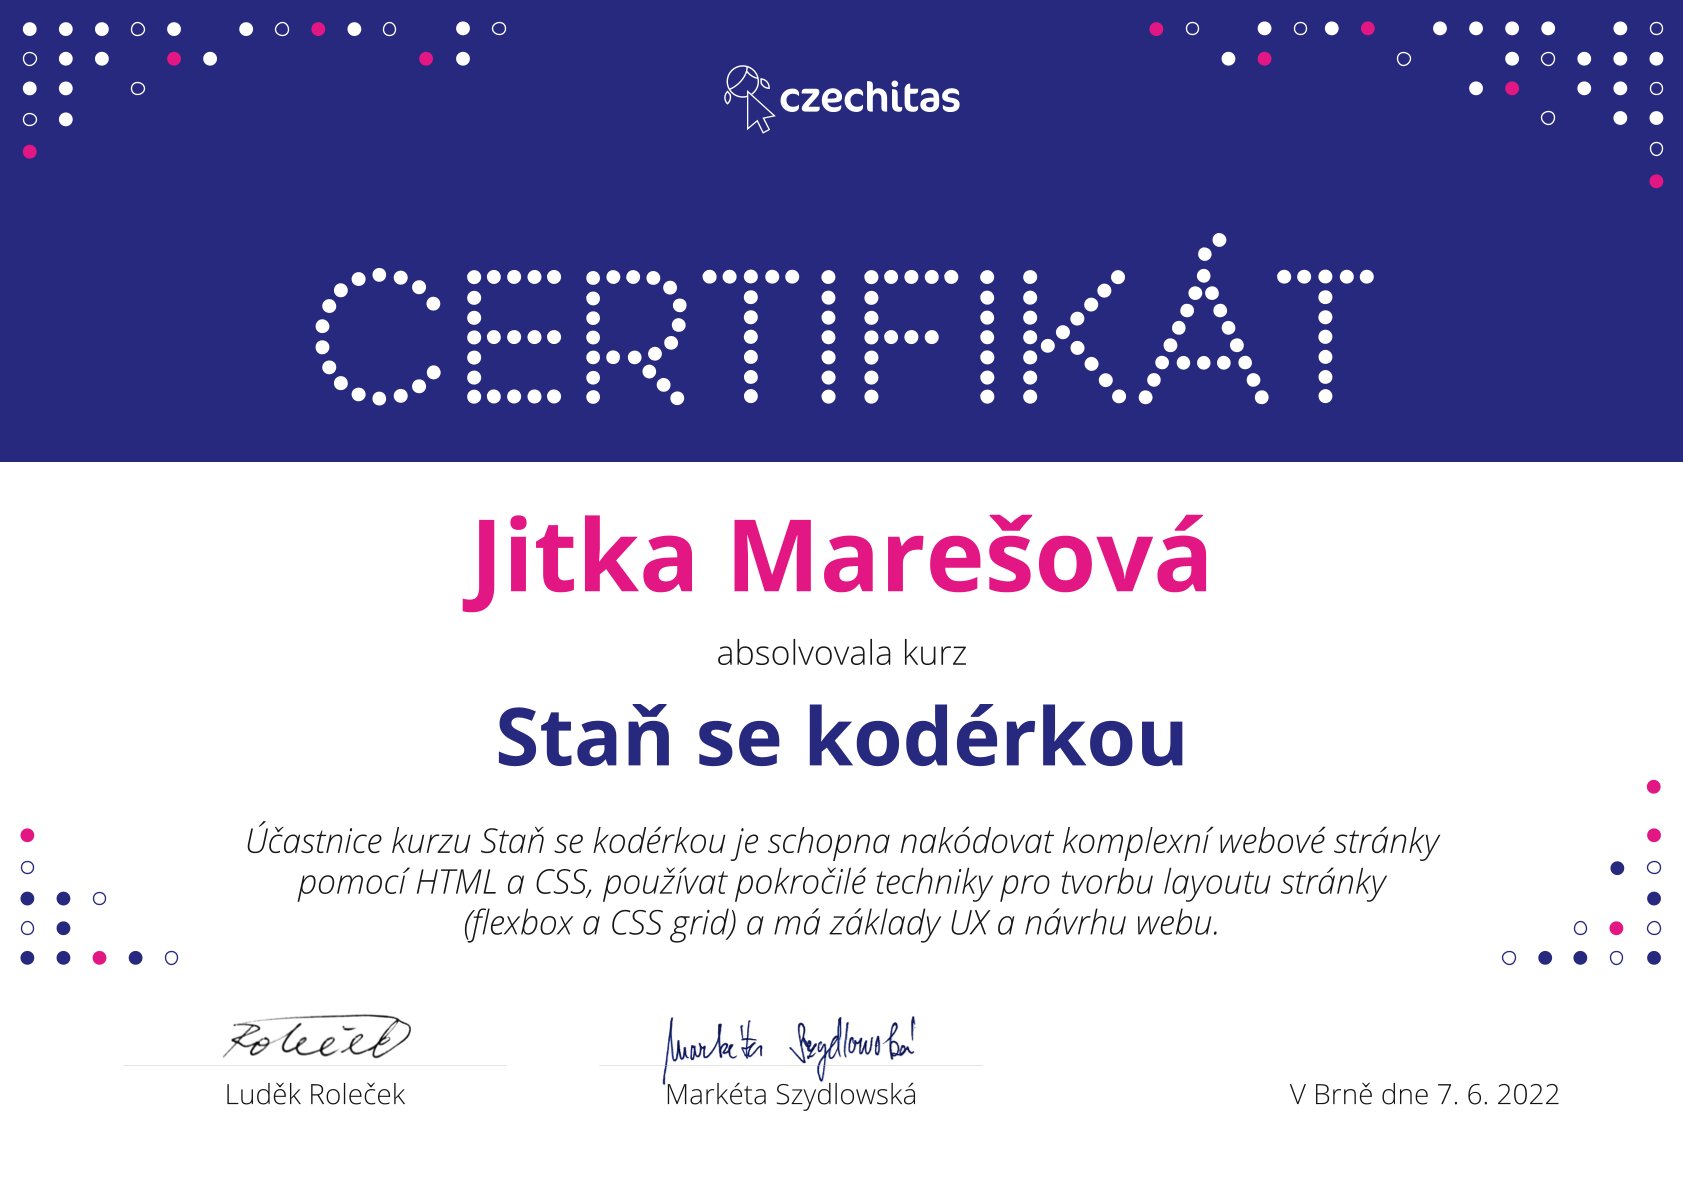 czechitas
CERTIFIKÁT
Jitka Marešová
absolvovala kurz
Staň se kodérkou
Účastnice kurzu Staň se kodérkou je schopna nakódovat komplexní webové stránky
pomocí HTML a CSS, používat pokročilé techniky pro tvorbu layoutu stránky
(flexbox a CSS grid) a má základy UX a návrhu webu.
Roleček
Markéta Szydlowská
Luděk Roleček
Markéta Szydlowská
V Brně dne 7. 6. 2022